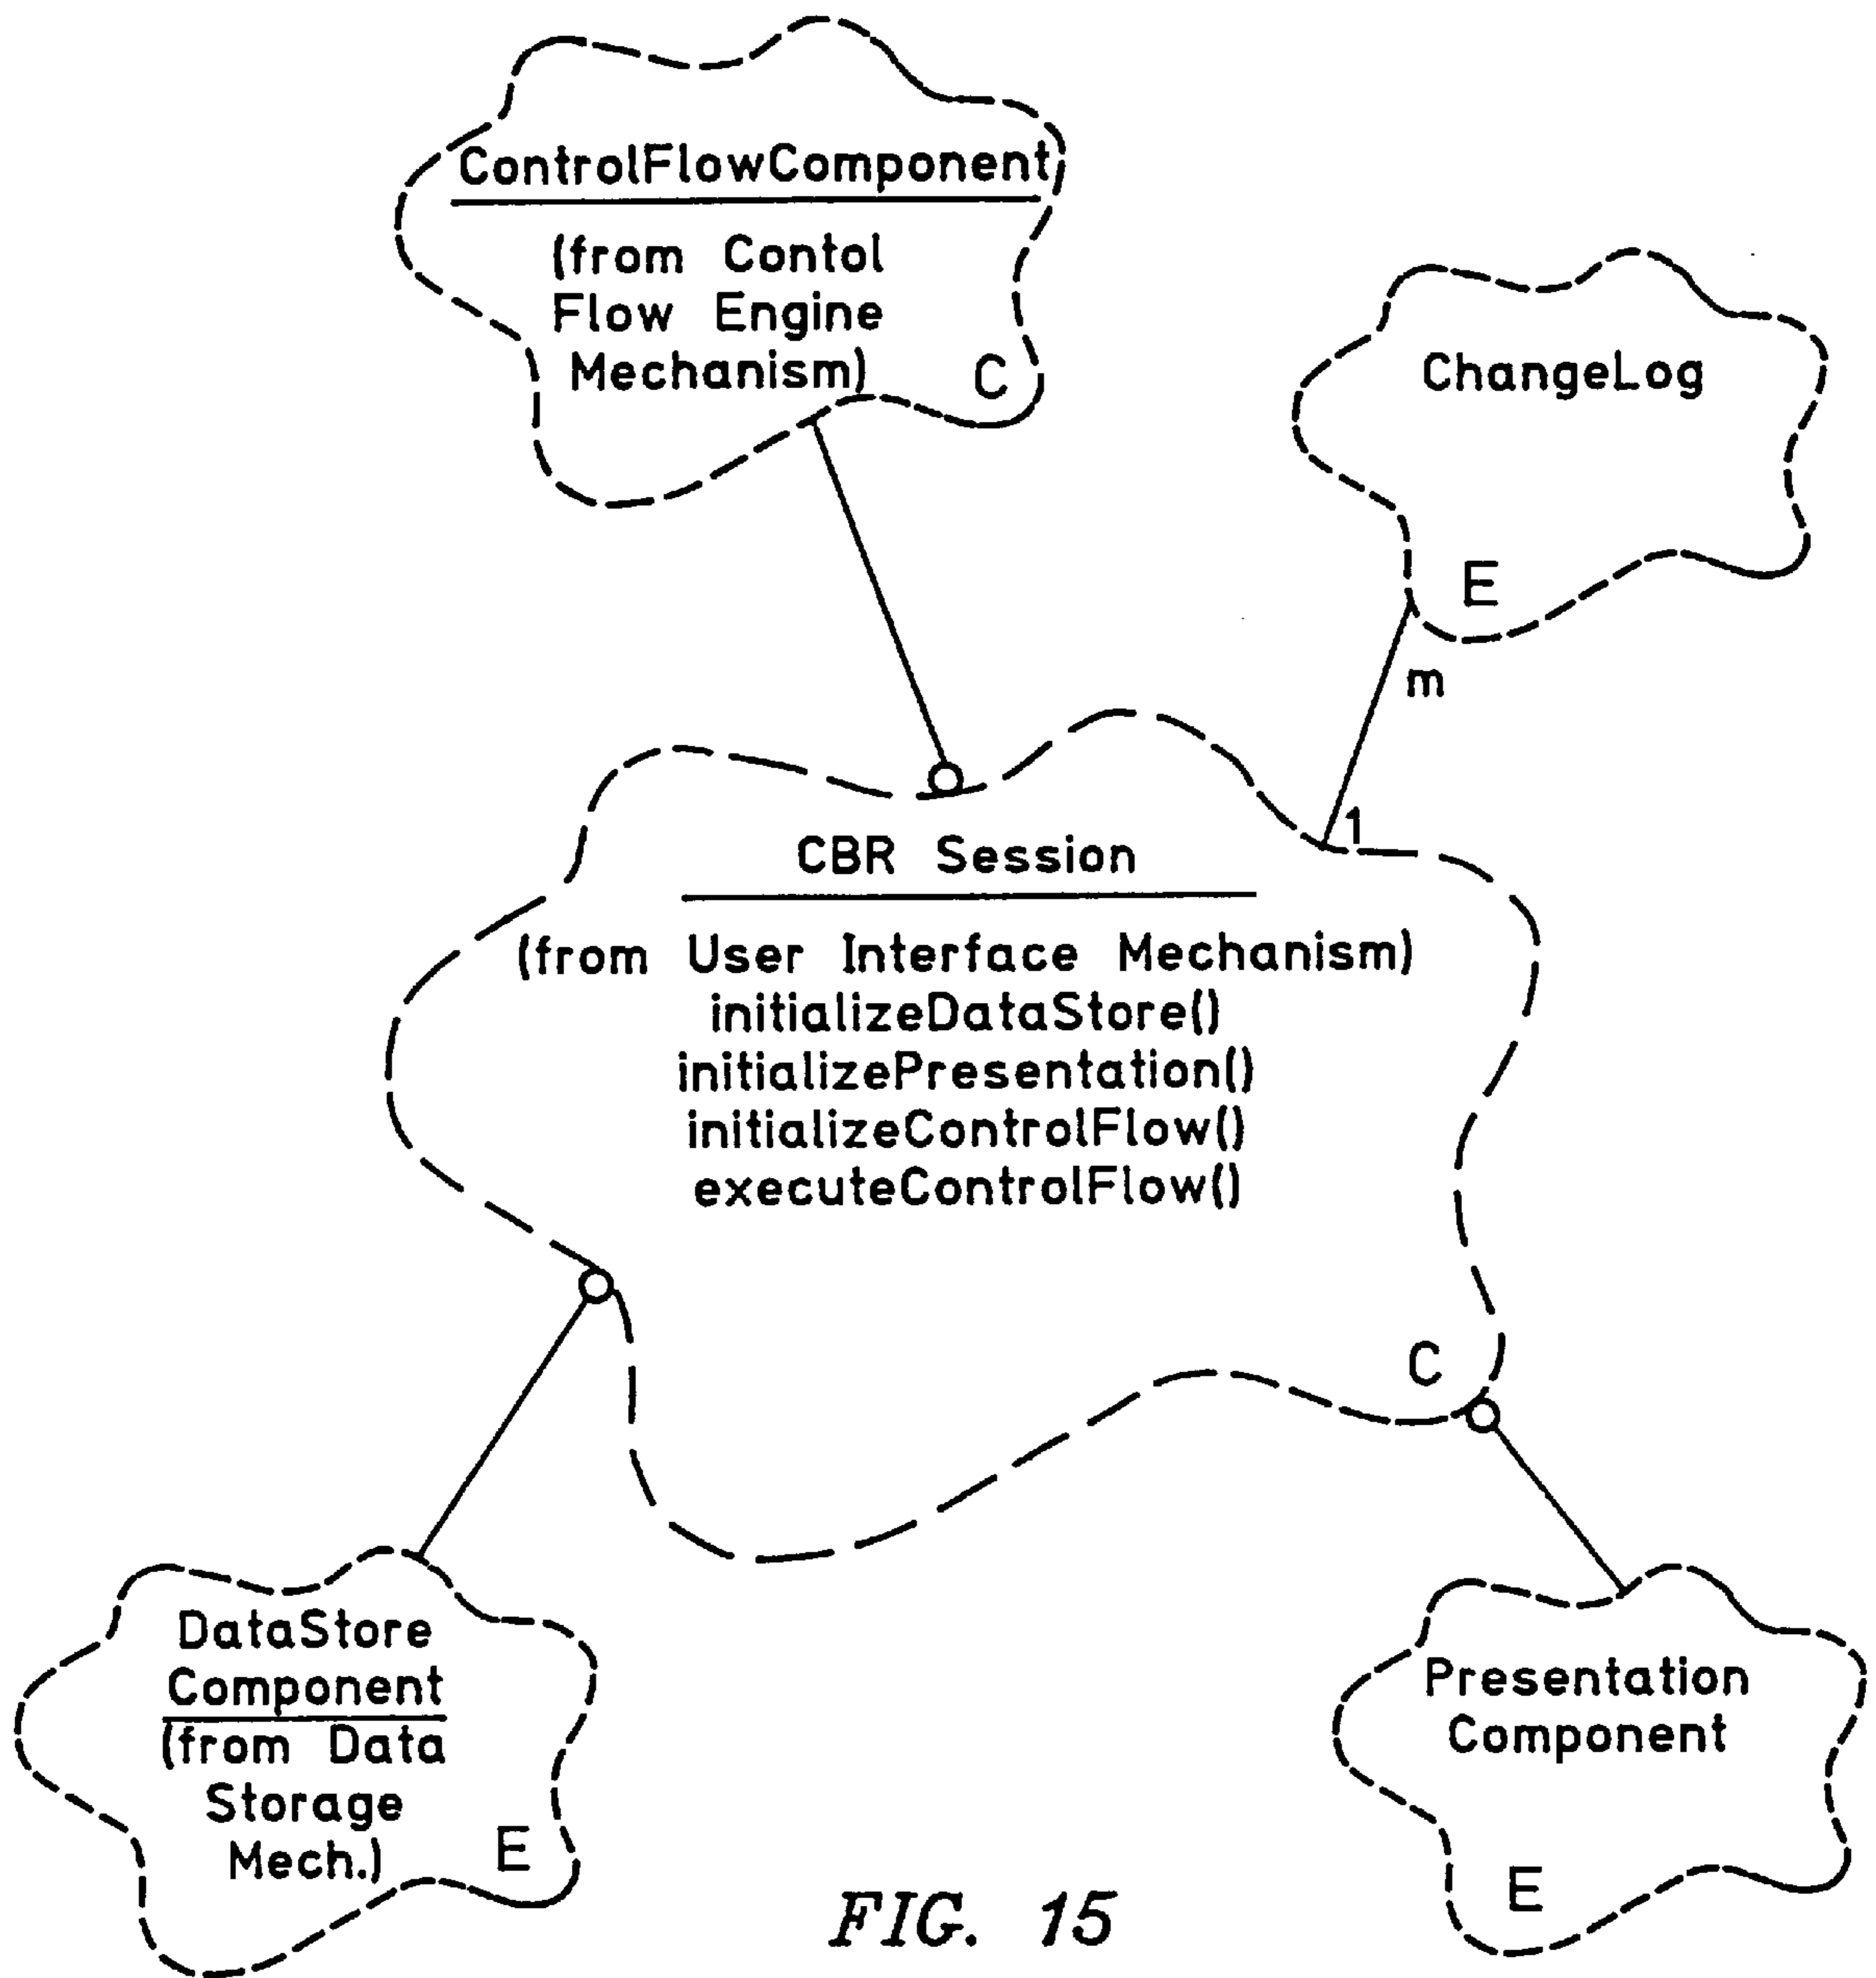 ControlFlowComponent
(from Contol
Flow Engine
Mechanism)
C
ChangeLog
E
m
1
CBR Session
(from User Interface Mechanism)
initializeDataStore()
initializePresentation()
initializeControlFlow()
executeControlFlow()
C
DataStore
Component
(from Data
Storage
Mech.)
E
Presentation
Component
E
FIG. 15